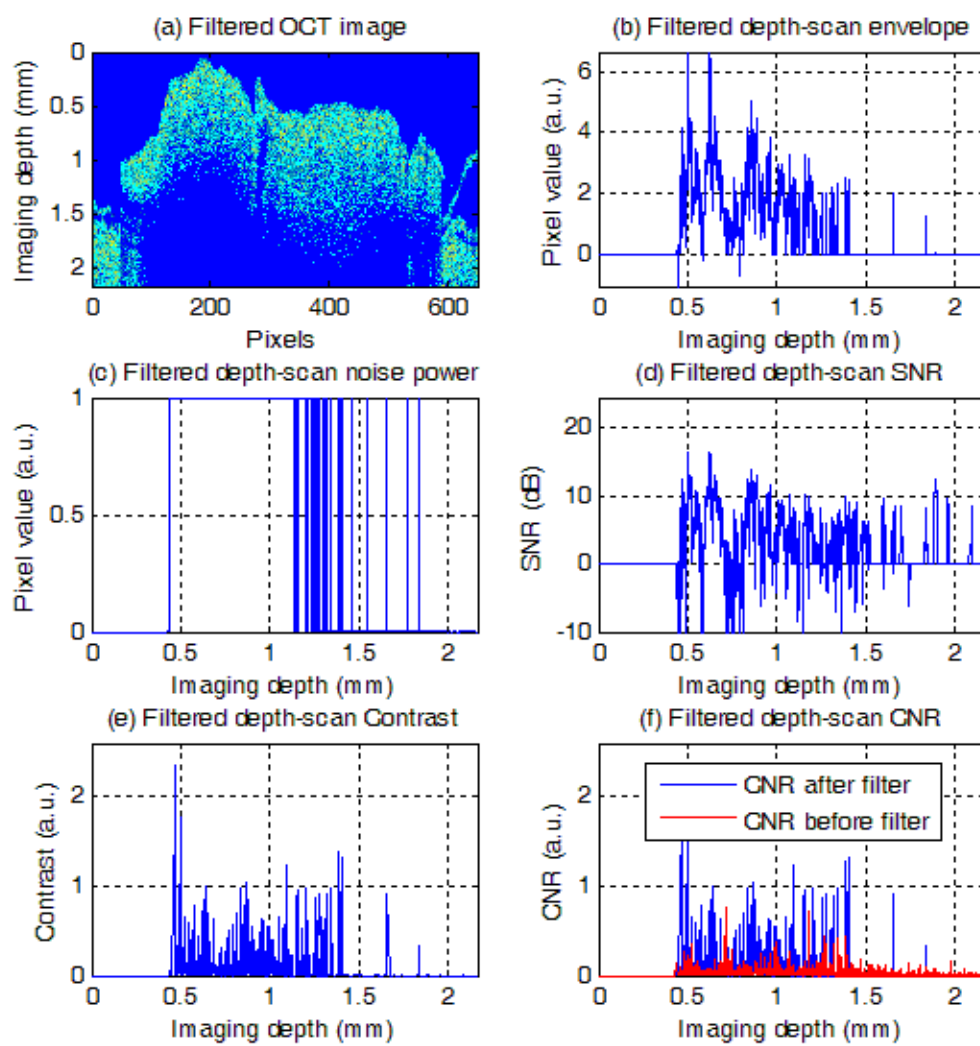 (a) Filtered OCT image
0
0.5
1
1.5
2
Imaging depth (mm)
0 200 400 600
Pixels
(b) Filtered depth-scan envelope
6
4
2
0
Pixel value (a.u.)
0 0.5 1 1.5 2
Imaging depth (mm)
(c) Filtered depth-scan noise power
1
0.5
0
Pixel value (a.u.)
0 0.5 1 1.5 2
Imaging depth (mm)
(d) Filtered depth-scan SNR
20
10
0
-10
SNR (dB)
0 0.5 1 1.5 2
Imaging depth (mm)
(e) Filtered depth-scan Contrast
2
1
0
Contrast (a.u.)
0 0.5 1 1.5 2
Imaging depth (mm)
(f) Filtered depth-scan CNR
2
1
0
CNR (a.u.)
CNR after filter
CNR before filter
0 0.5 1 1.5 2
Imaging depth (mm)